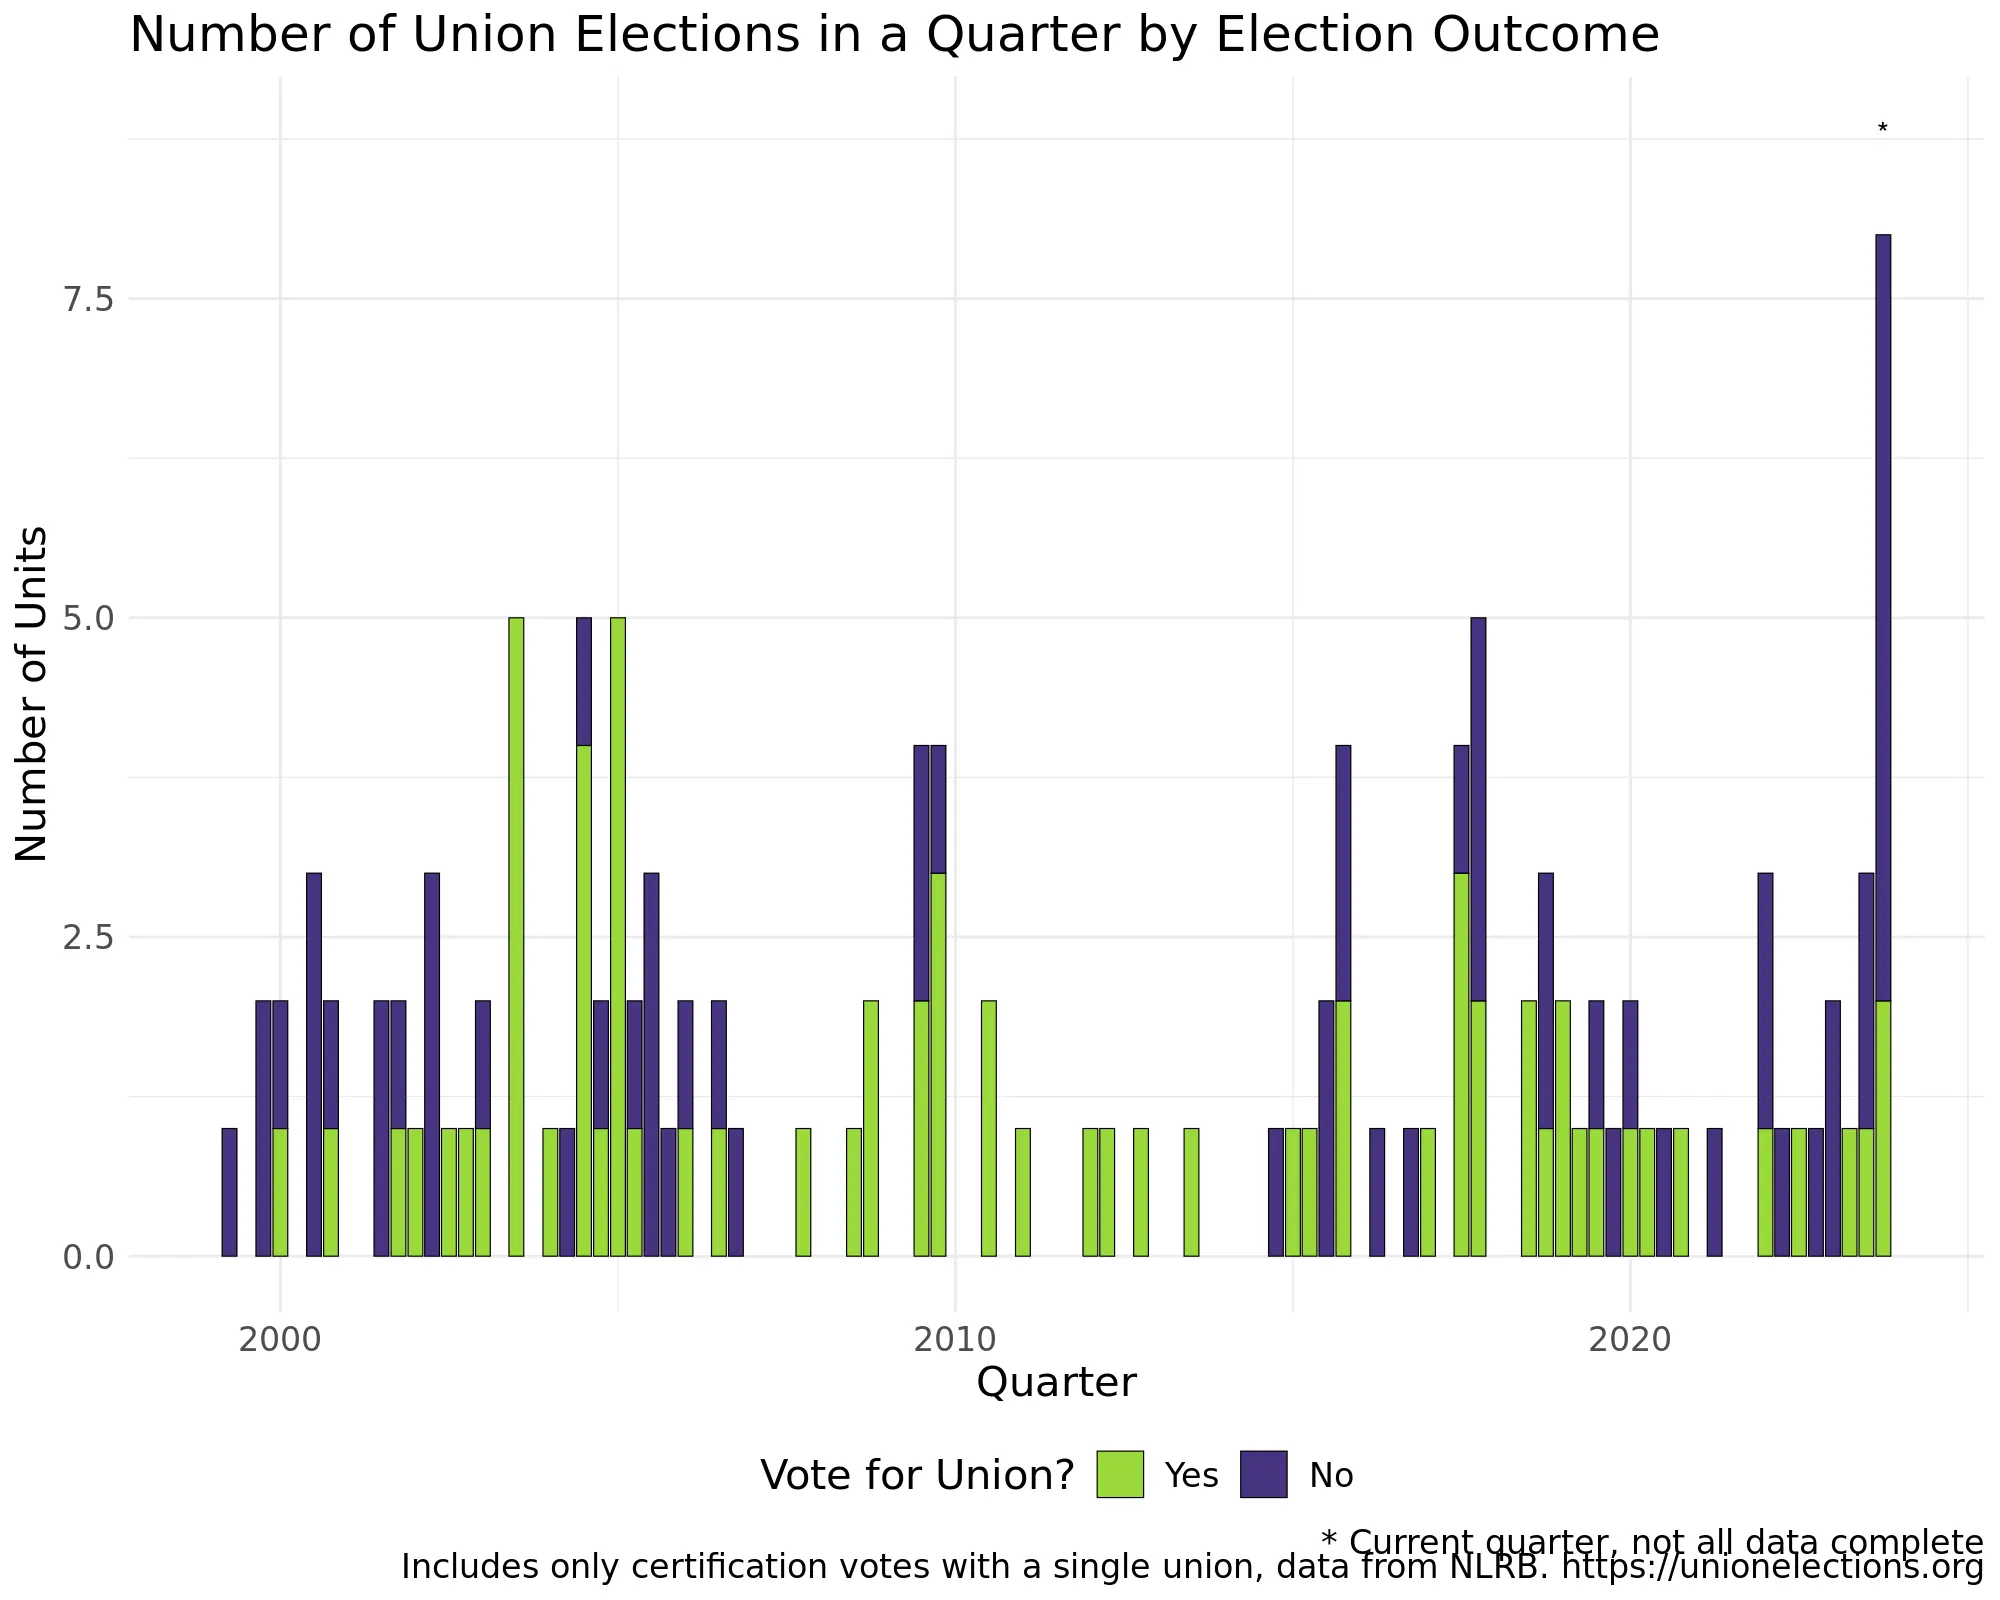 Number of Union Elections in a Quarter by Election Outcome
*
7.5
5.0
2.5
0.0
Number of Units
2000 2010 2020
Quarter
Vote for Union? Yes No
* Current quarter, not all data complete
Includes only certification votes with a single union, data from NLRB. https://unionelections.org